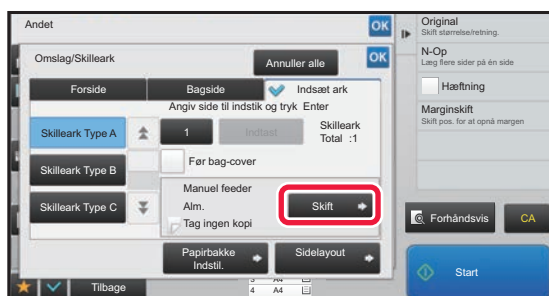 Andet
OK
Omslag/Skilleark
Annuller alle
OK
Forside
Bagside
Indsæt ark
Angiv side til indstik og tryk Enter
Skilleark Type A
1
Indtast
Skilleark
Total :1
Skilleark Type B
Før bag-cover
Skilleark Type C
Manuel feeder
Alm.
Tag ingen kopi
Skift
Papirbakke
Indstil.
Sidelayout
Tilbage
3 A4
4 A4
Original
Skift størrelse/retning.
N-Op
Læg flere sider på én side
Hæftning
Marginskift
Skift pos. for at opnå margen
Forhåndsvis
CA
Start